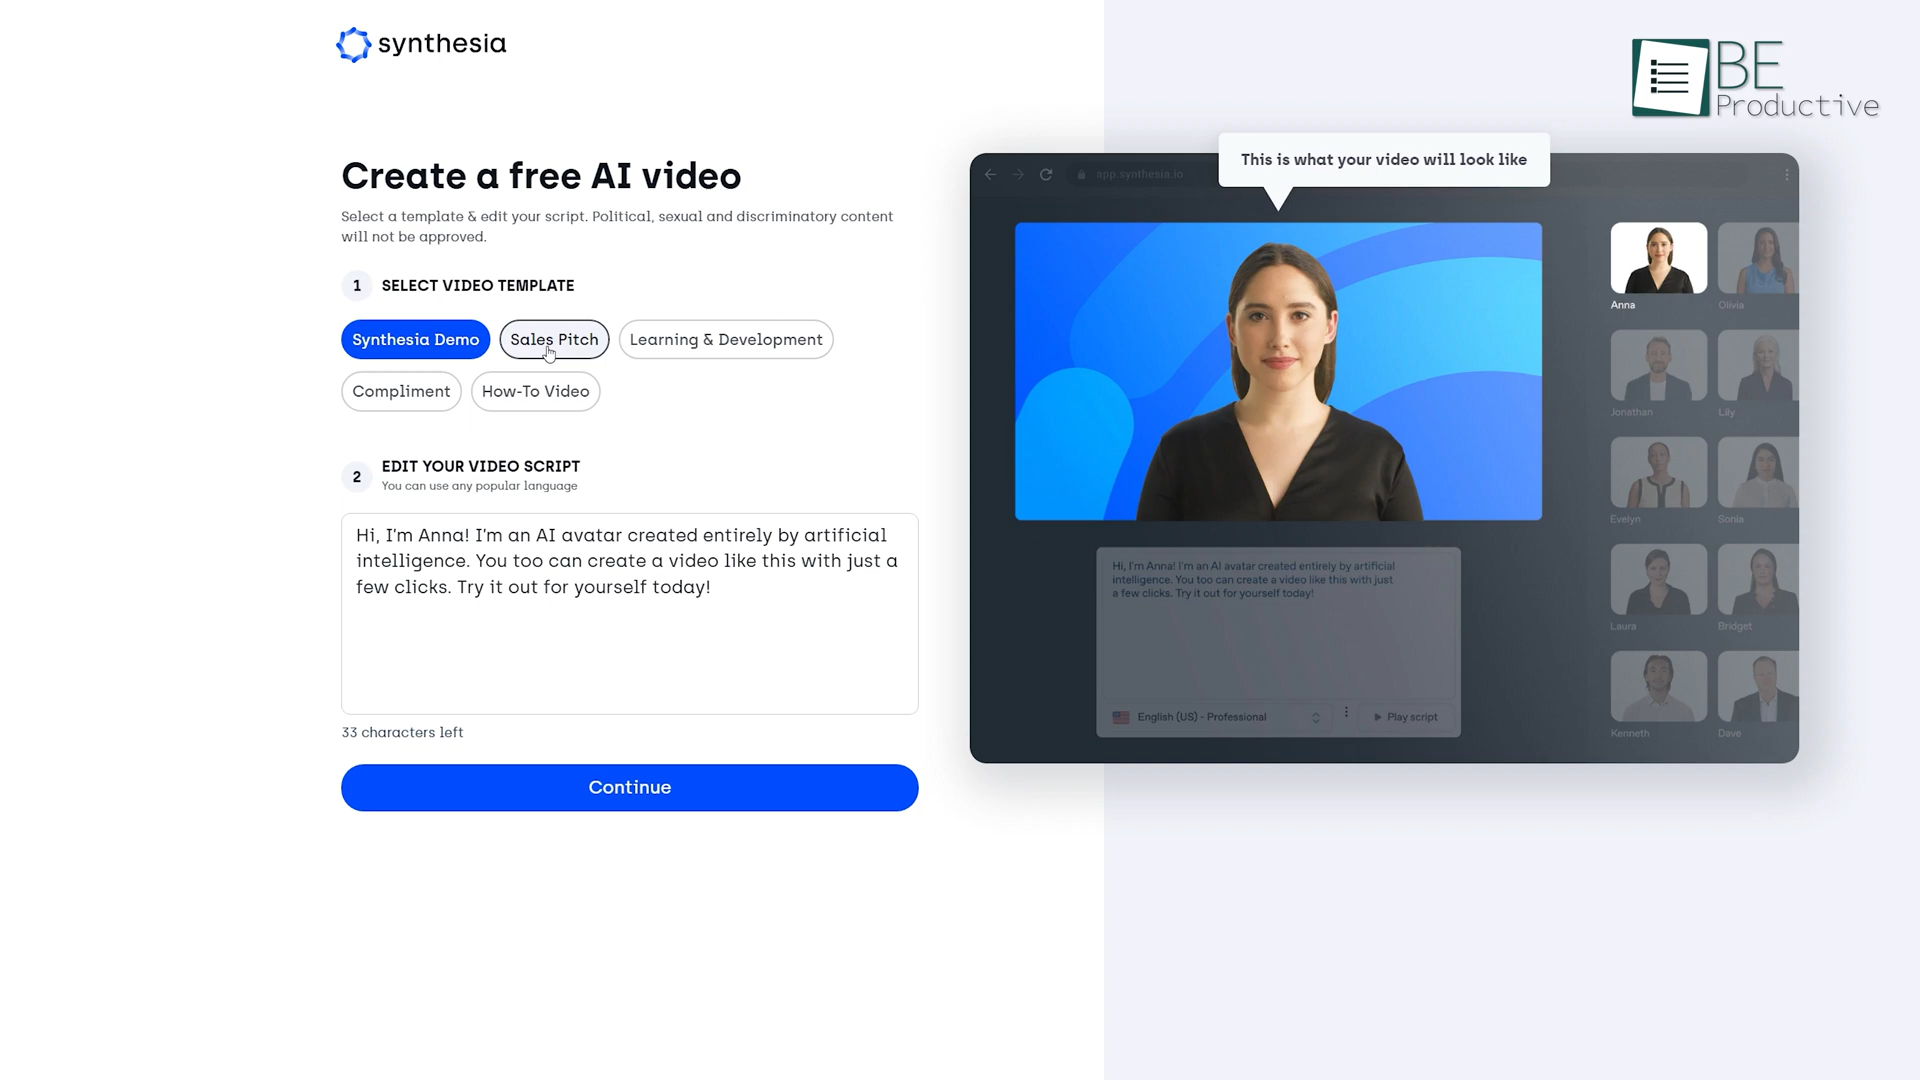 synthesia
BE
Productive
Create a free AI video
Select a template & edit your script. Political, sexual and discriminatory content
will not be approved.
1 SELECT VIDEO TEMPLATE
Synthesia Demo
Sales Pitch
Learning & Development
Compliment
How-To Video
2 EDIT YOUR VIDEO SCRIPT
You can use any popular language
Hi, I’m Anna! I’m an AI avatar created entirely by artificial
intelligence. You too can create a video like this with just a
few clicks. Try it out for yourself today!
33 characters left
Continue
This is what your video will look like
app.synthesia.io
Anna
Olivia
Jonathan
Lily
Evelyn
Sonia
Laura
Bridget
Kenneth
Dave
Hi, I'm Anna! I'm an AI avatar created entirely by artificial
intelligence. You too can create a video like this with just
a few clicks. Try it out for yourself today!
English (US) - Professional
Play script